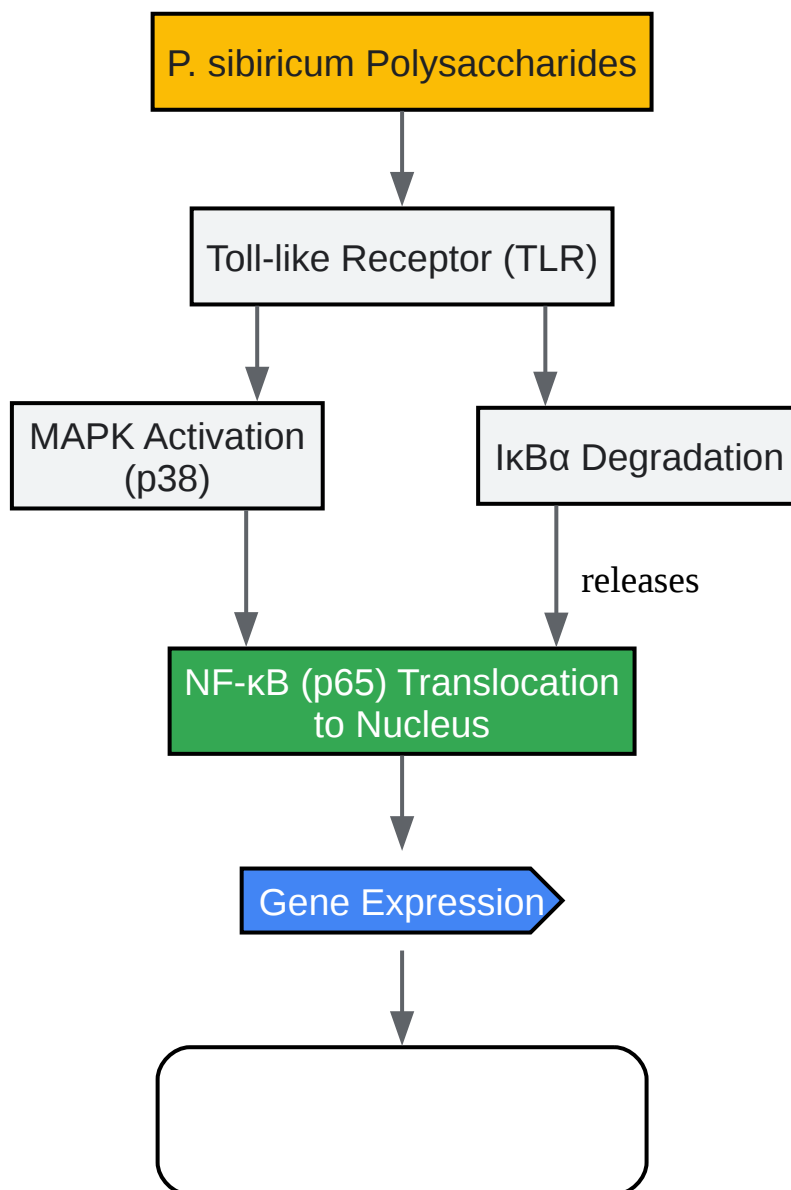 P. sibiricum Polysaccharides
Toll-like Receptor (TLR)
MAPK Activation
(p38)
IκBα Degradation
releases
NF-κB (p65) Translocation
to Nucleus
Gene Expression